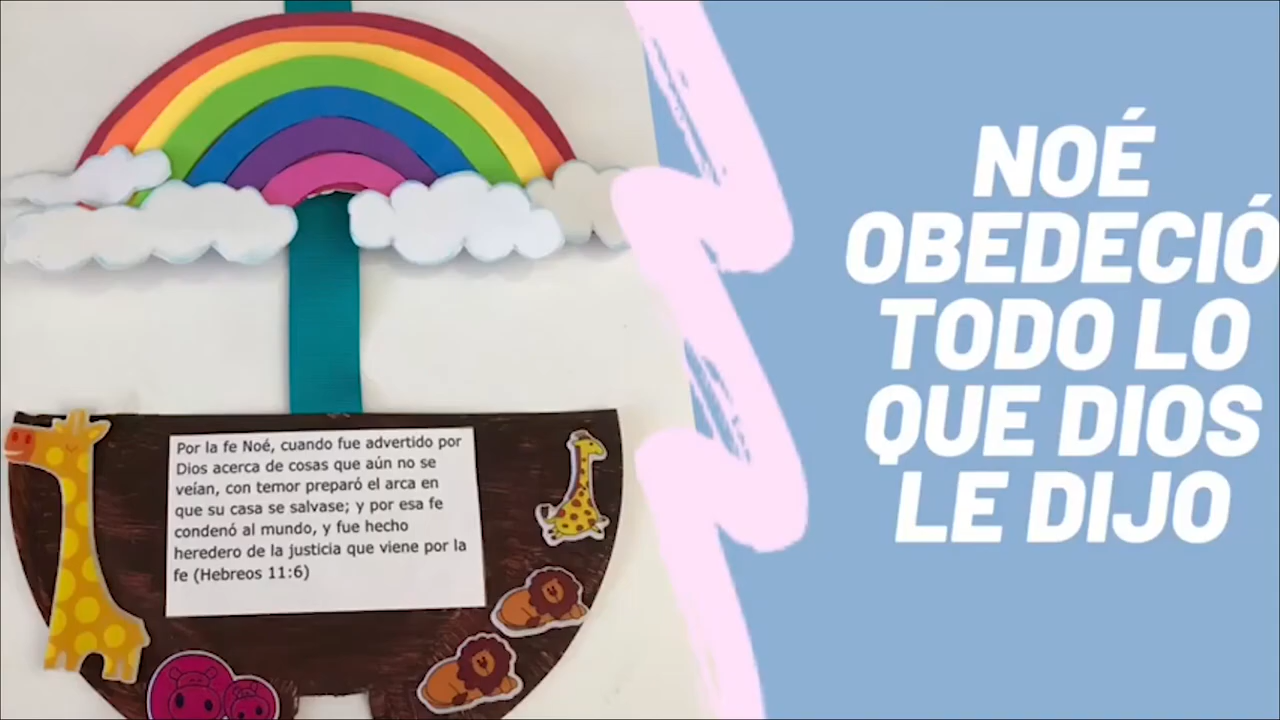 Por la fe Noé, cuando fue advertido por
Dios acerca de cosas que aún no se
veían, con temor preparó el arca en
que su casa se salvase; y por esa fe
condenó al mundo, y fue hecho
heredero de la justicia que viene por la
fe (Hebreos 11:6)
NOÉ
OBEDECIÓ
TODO LO
QUE DIOS
LE DIJO